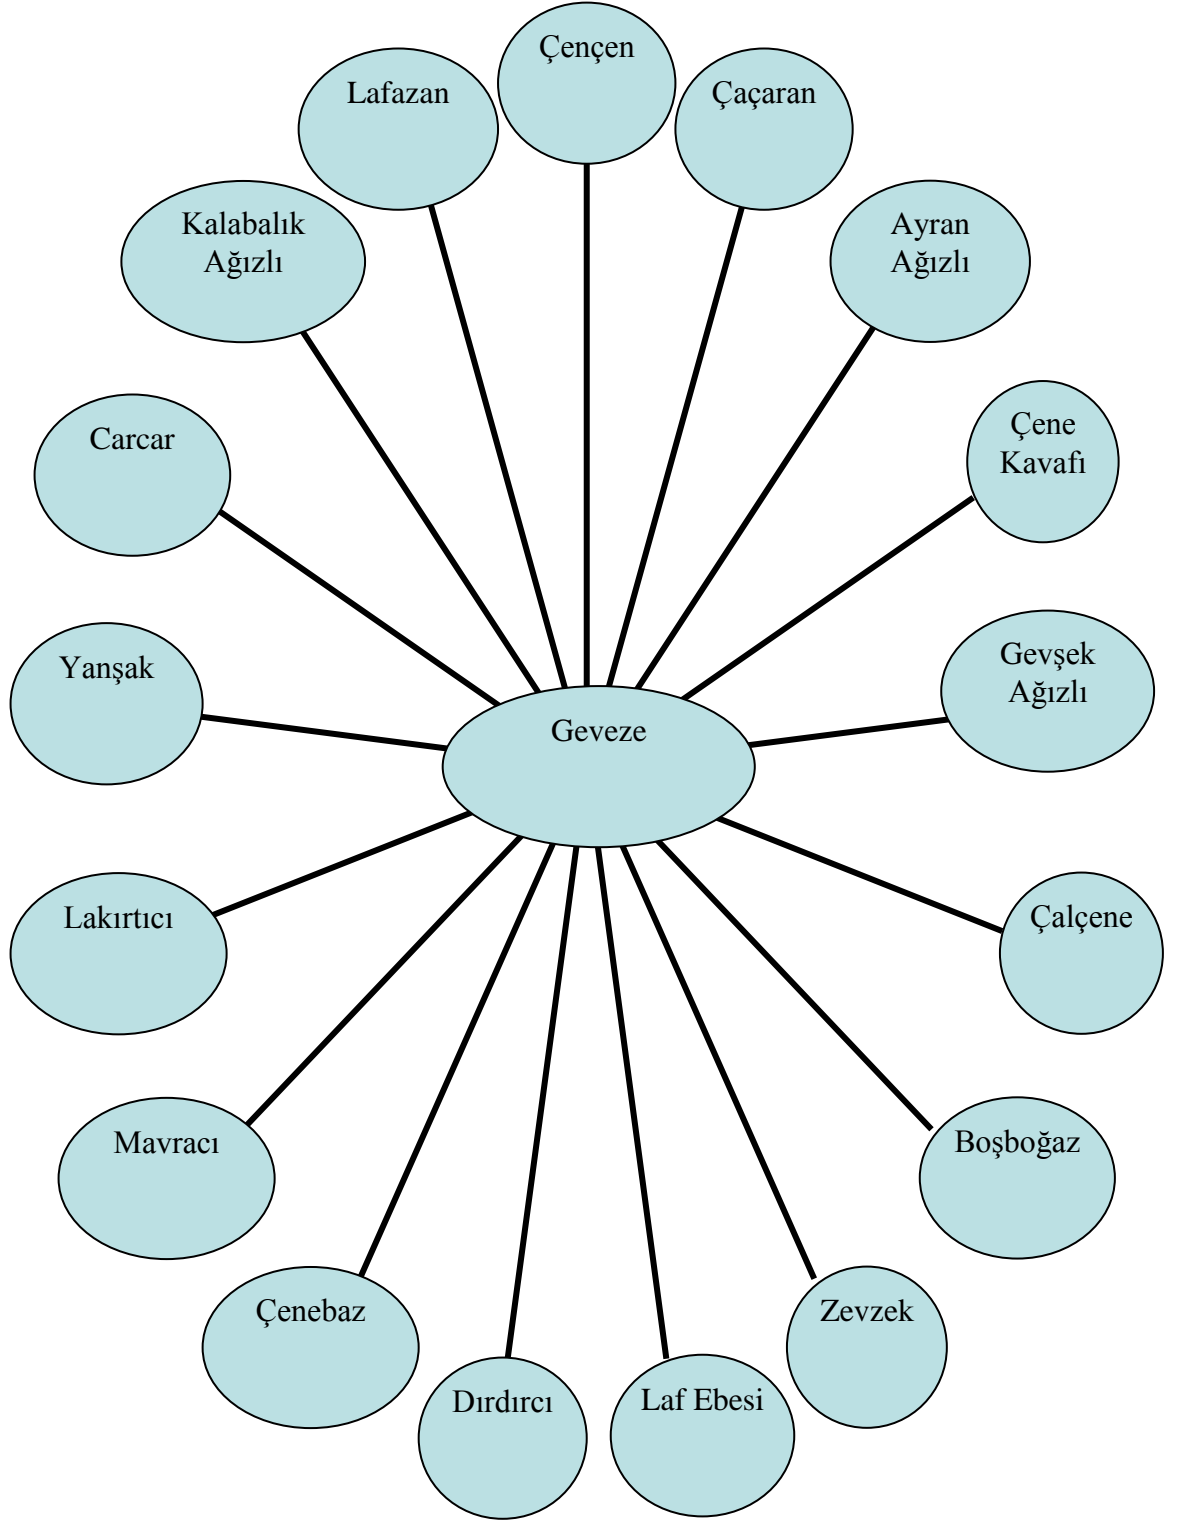 Çençen
Lafazan
Çaçaran
Kalabalık
Ağızlı
Ayran
Ağızlı
Carcar
Çene
Kavafı
Yanşak
Gevşek
Ağızlı
Geveze
Lakırtıcı
Çalçene
Mavracı
Boşboğaz
Çenebaz
Zevzek
Dırdırcı
Laf Ebesi